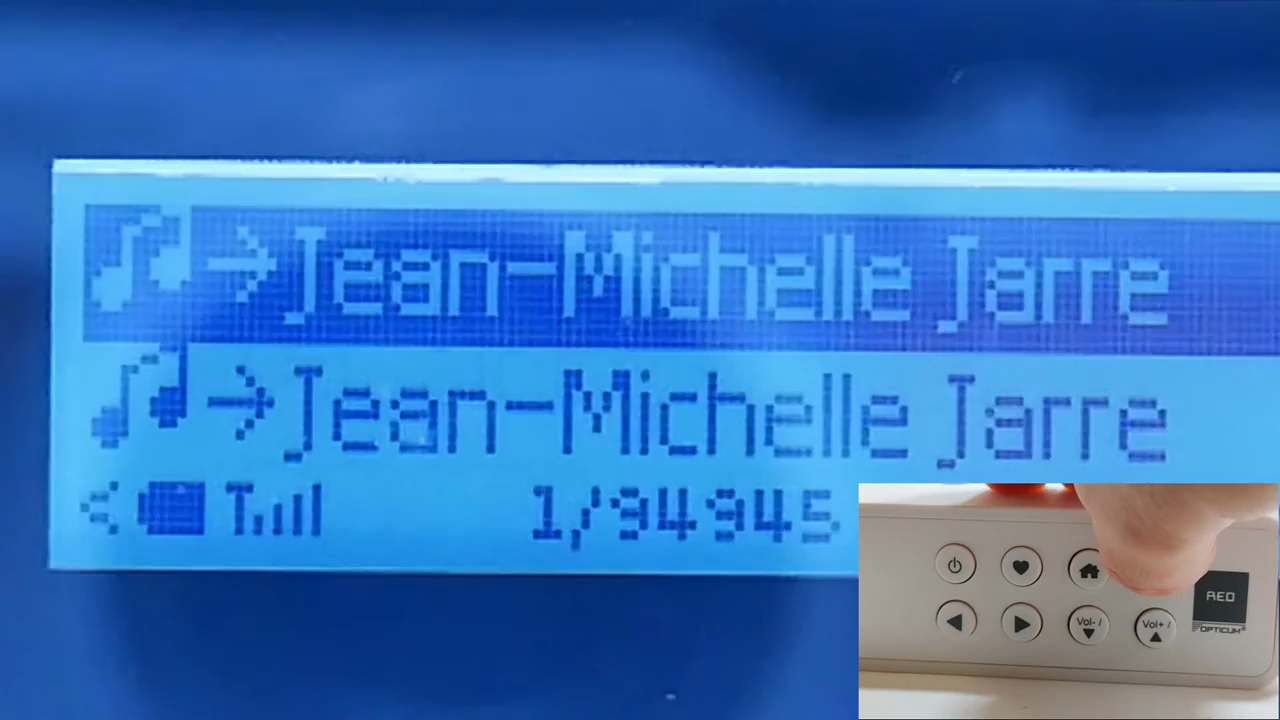 →Jean-Michelle Jarre
→Jean-Michelle Jarre
1/94945
Vol- /
Vol+ /
RED
OPTICUM